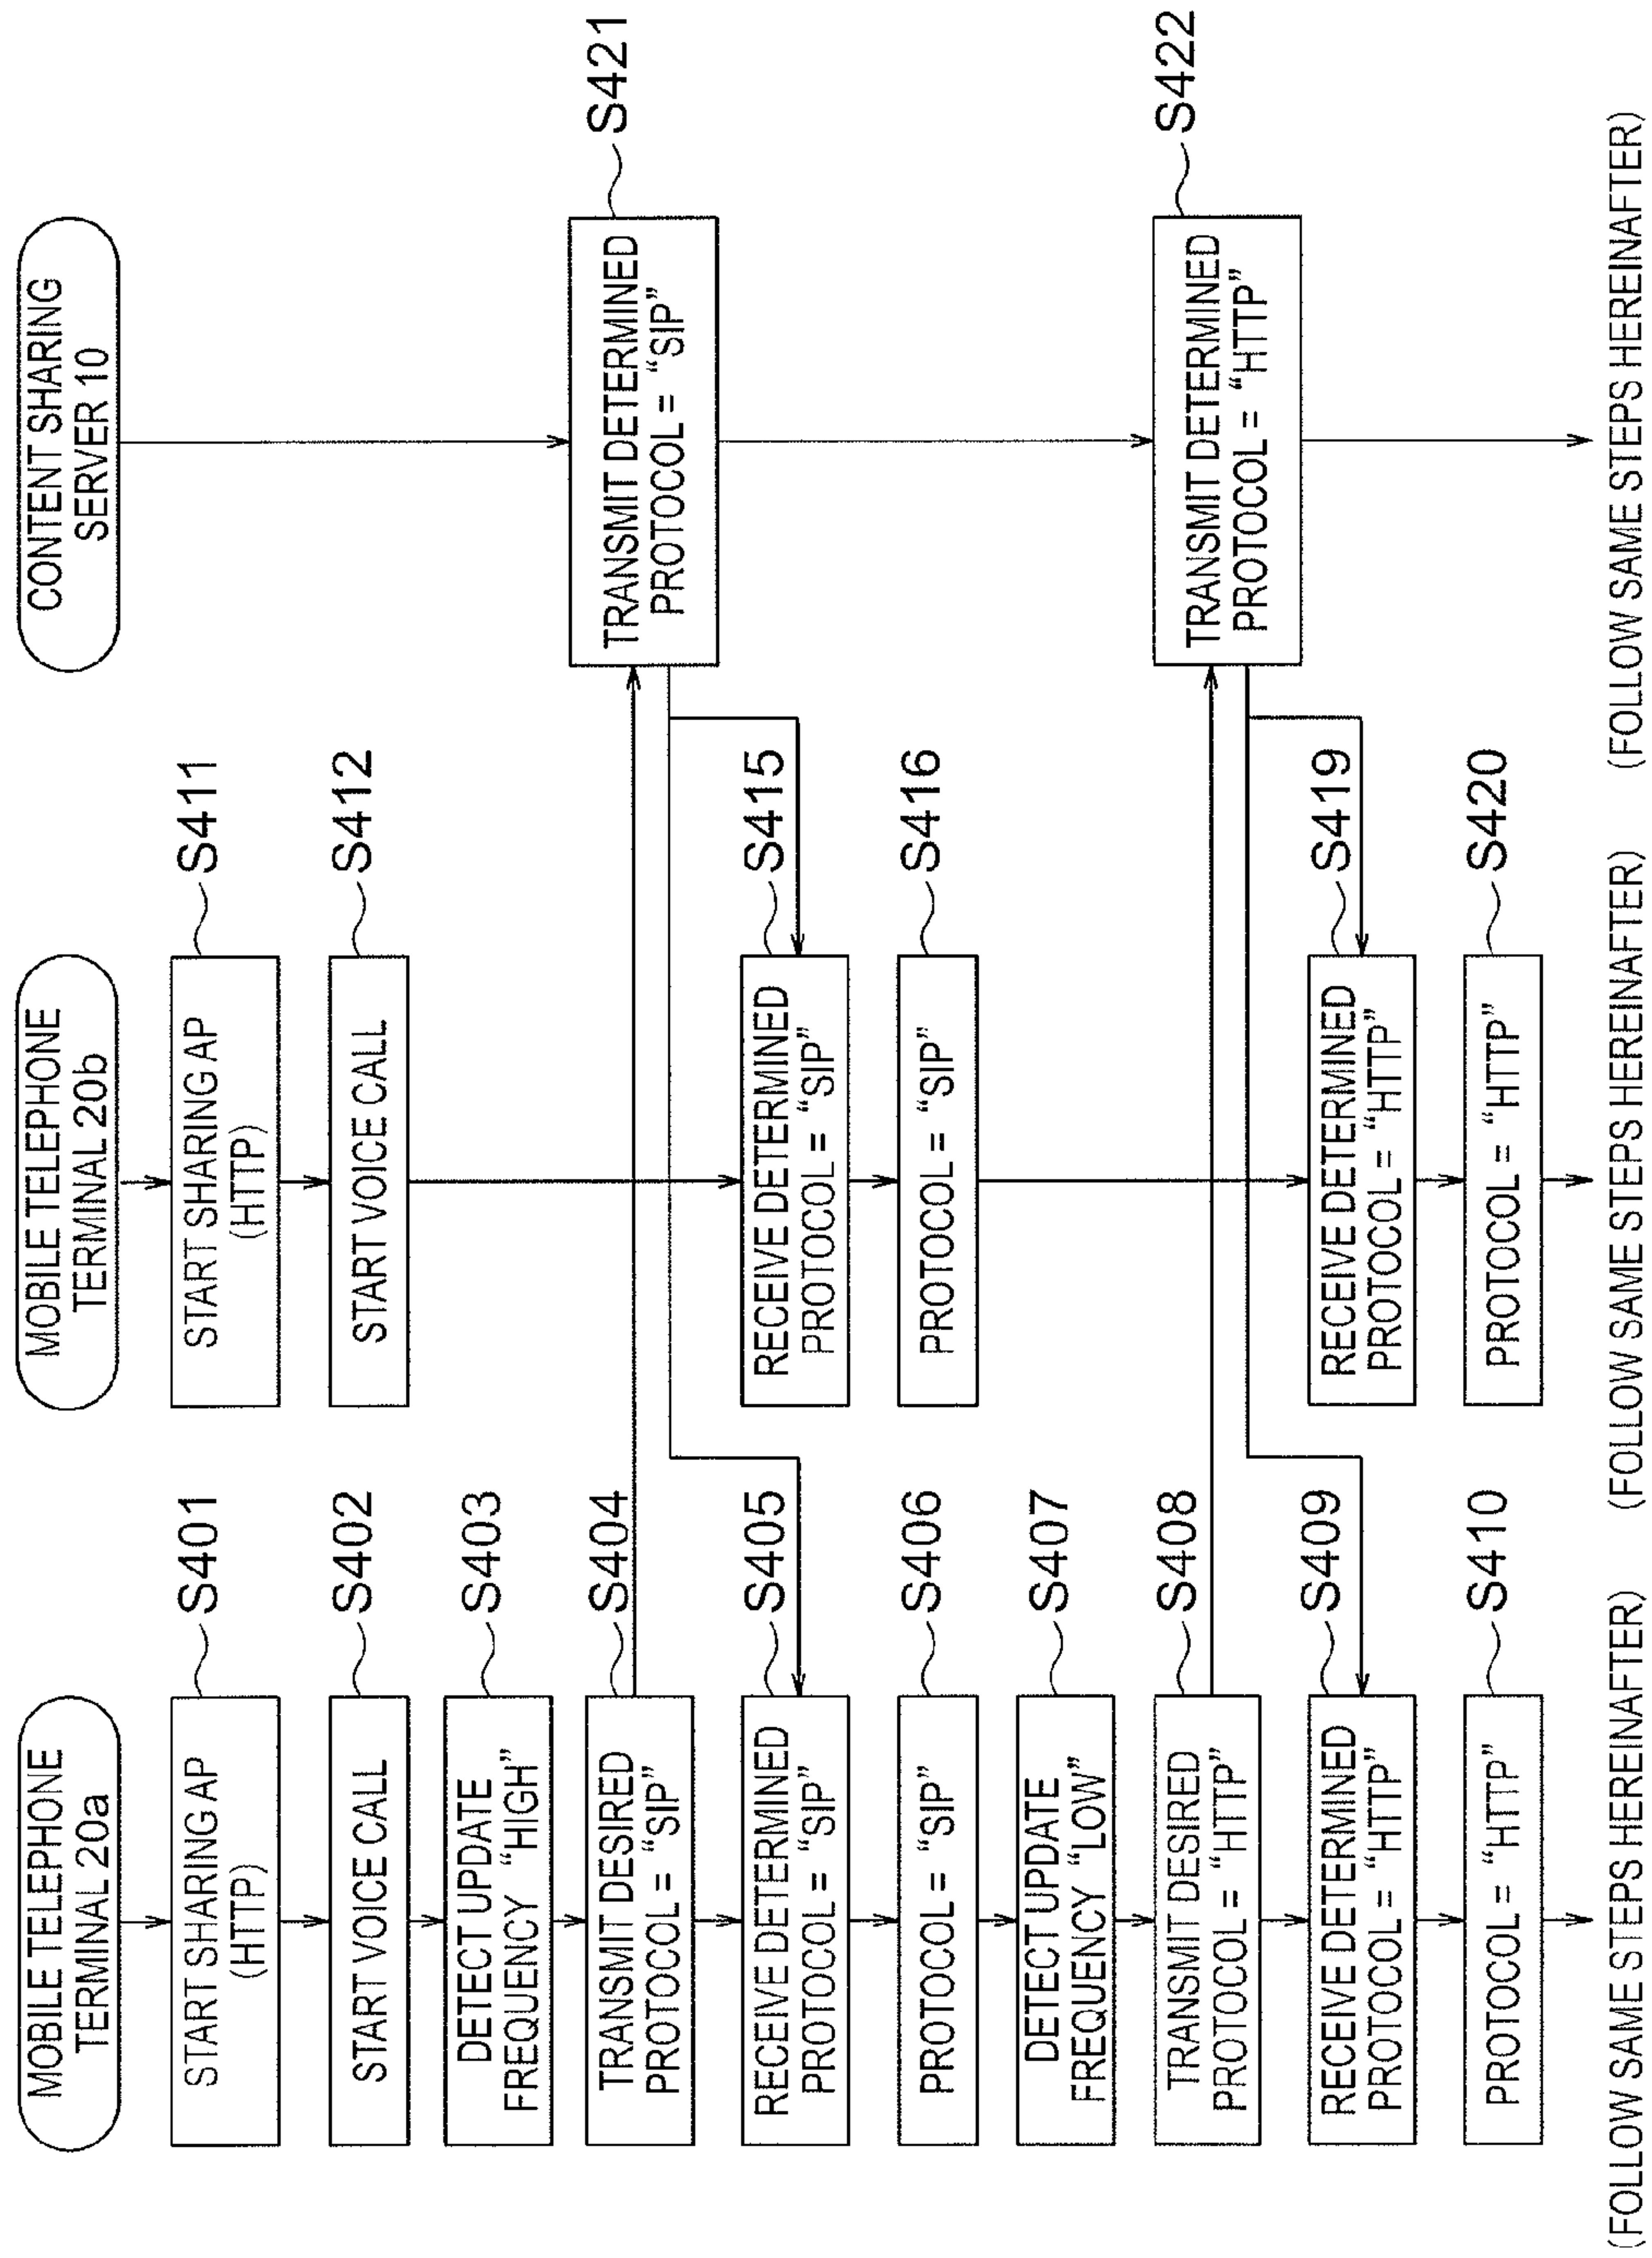 MOBILE TELEPHONE
TERMINAL 20a
START SHARING AP
(HTTP)
S401
START VOICE CALL
S402
DETECT UPDATE
FREQUENCY “HIGH”
S403
TRANSMIT DESIRED
PROTOCOL = “SIP”
S404
RECEIVE DETERMINED
PROTOCOL = “SIP”
S405
PROTOCOL = “SIP”
S406
DETECT UPDATE
FREQUENCY “LOW”
S407
TRANSMIT DESIRED
PROTOCOL = “HTTP”
S408
RECEIVE DETERMINED
PROTOCOL = “HTTP”
S409
PROTOCOL = “HTTP”
S410
(FOLLOW SAME STEPS HEREINAFTER)
MOBILE TELEPHONE
TERMINAL 20b
START SHARING AP
(HTTP)
S411
START VOICE CALL
S412
RECEIVE DETERMINED
PROTOCOL = “SIP”
S415
PROTOCOL = “SIP”
S416
RECEIVE DETERMINED
PROTOCOL = “HTTP”
S419
PROTOCOL = “HTTP”
S420
(FOLLOW SAME STEPS HEREINAFTER)
CONTENT SHARING
SERVER 10
TRANSMIT DETERMINED
PROTOCOL = “SIP”
S421
TRANSMIT DETERMINED
PROTOCOL = “HTTP”
S422
(FOLLOW SAME STEPS HEREINAFTER)